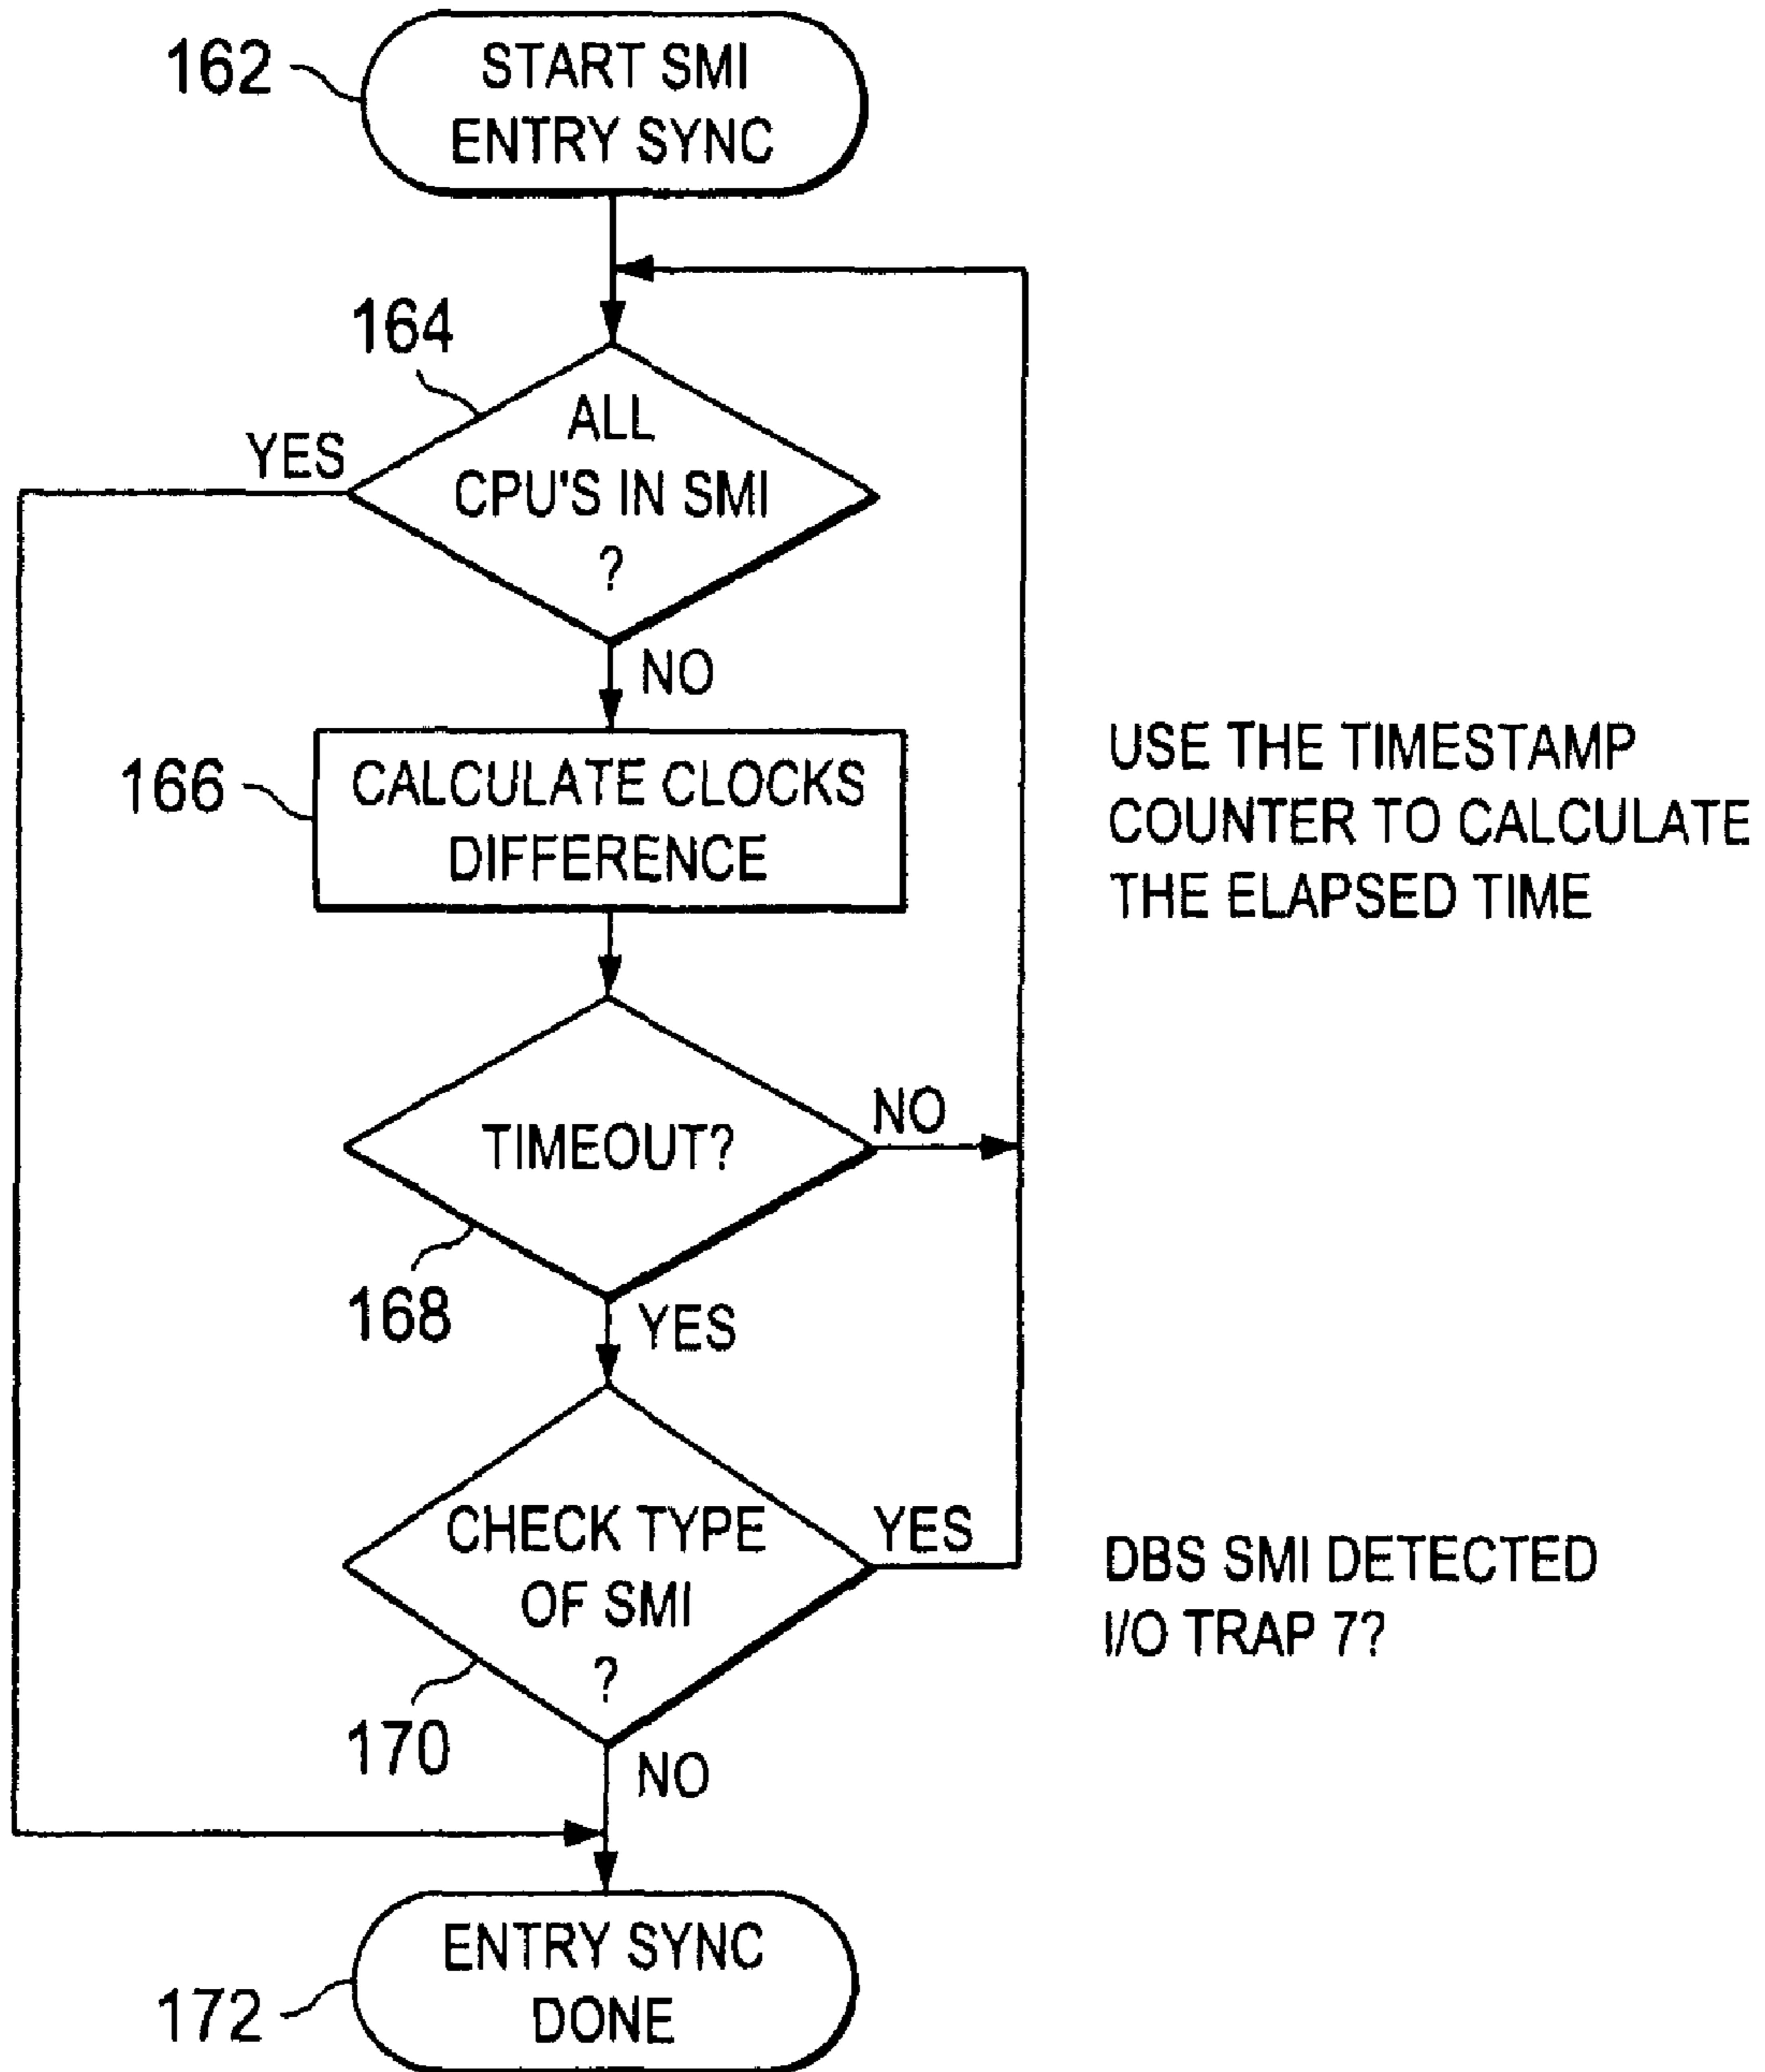 162
START SMI
ENTRY SYNC
164
ALL
CPU'S IN SMI
?
YES
NO
166
CALCULATE CLOCKS
DIFFERENCE
USE THE TIMESTAMP
COUNTER TO CALCULATE
THE ELAPSED TIME
TIMEOUT?
NO
168
YES
CHECK TYPE
OF SMI
?
YES
DBS SMI DETECTED
I/O TRAP 7?
170
NO
ENTRY SYNC
DONE
172